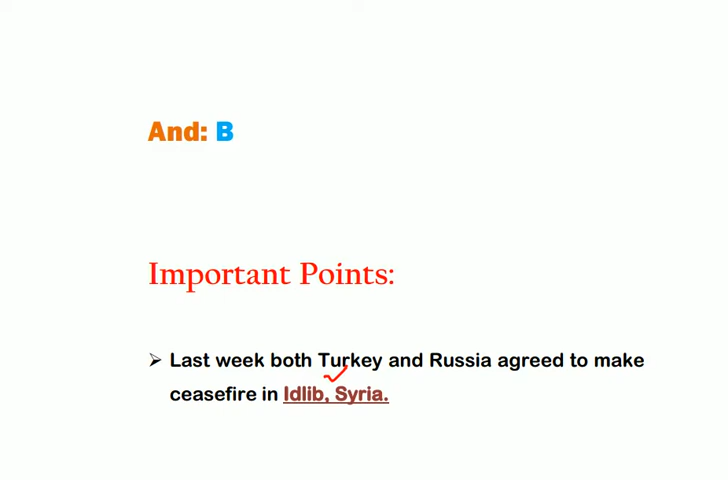 And: B
Important Points:
➢ Last week both Turkey and Russia agreed to make
ceasefire in Idlib, Syria.